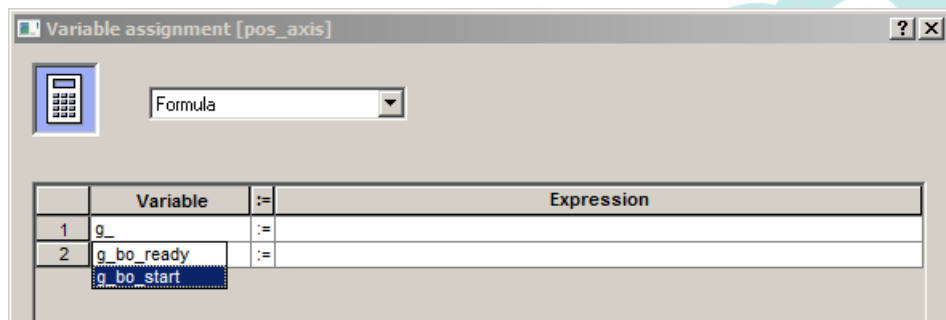 Variable assignment [pos_axis] ? X
Formula
Variable := Expression
1 g_ :=
2 g_bo_ready :=
g_bo_start